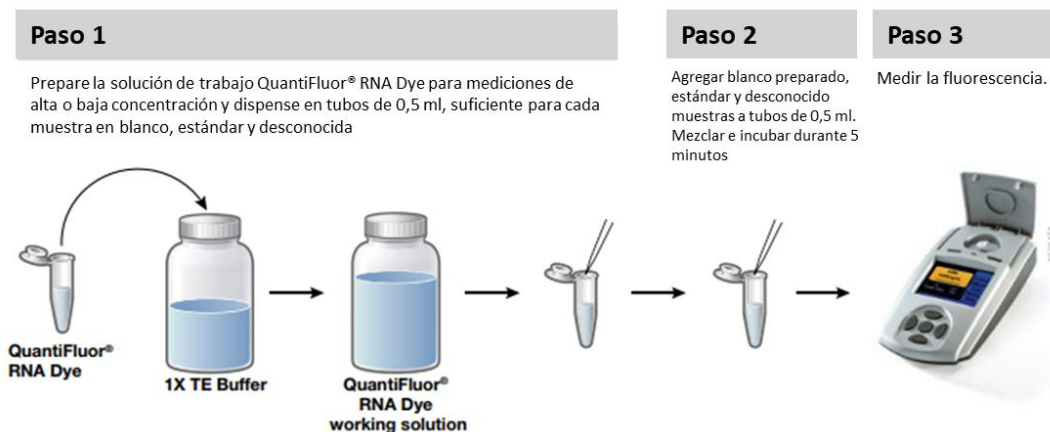 Paso 1
Prepare la solución de trabajo QuantiFluor® RNA Dye para mediciones de
alta o baja concentración y dispense en tubos de 0,5 ml, suficiente para cada
muestra en blanco, estándar y desconocida
Paso 2
Agregar blanco preparado,
estándar y desconocido
muestras a tubos de 0,5 ml.
Mezclar e incubar durante 5
minutos
Paso 3
Medir la fluorescencia.
QuantiFluor®
RNA Dye
1X TE Buffer
QuantiFluor®
RNA Dye
working solution